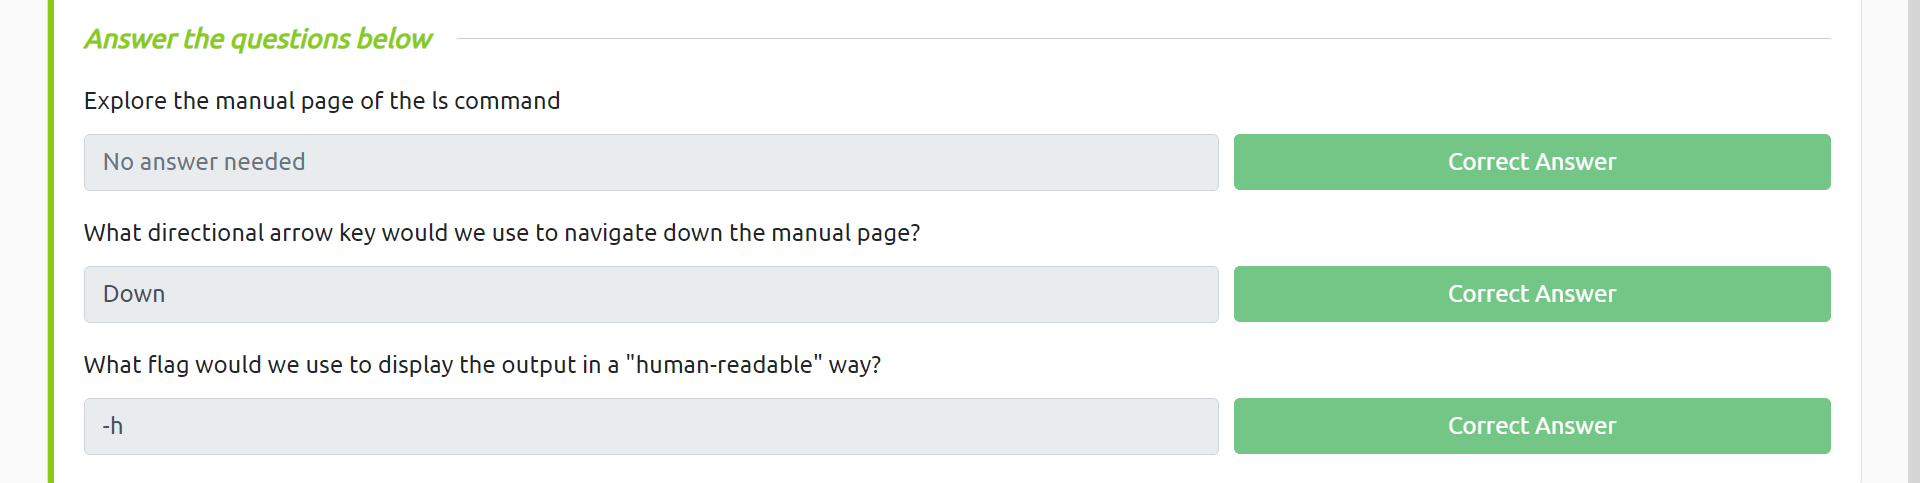 Answer the questions below
Explore the manual page of the ls command
No answer needed
Correct Answer
What directional arrow key would we use to navigate down the manual page?
Down
Correct Answer
What flag would we use to display the output in a "human-readable" way?
-h
Correct Answer